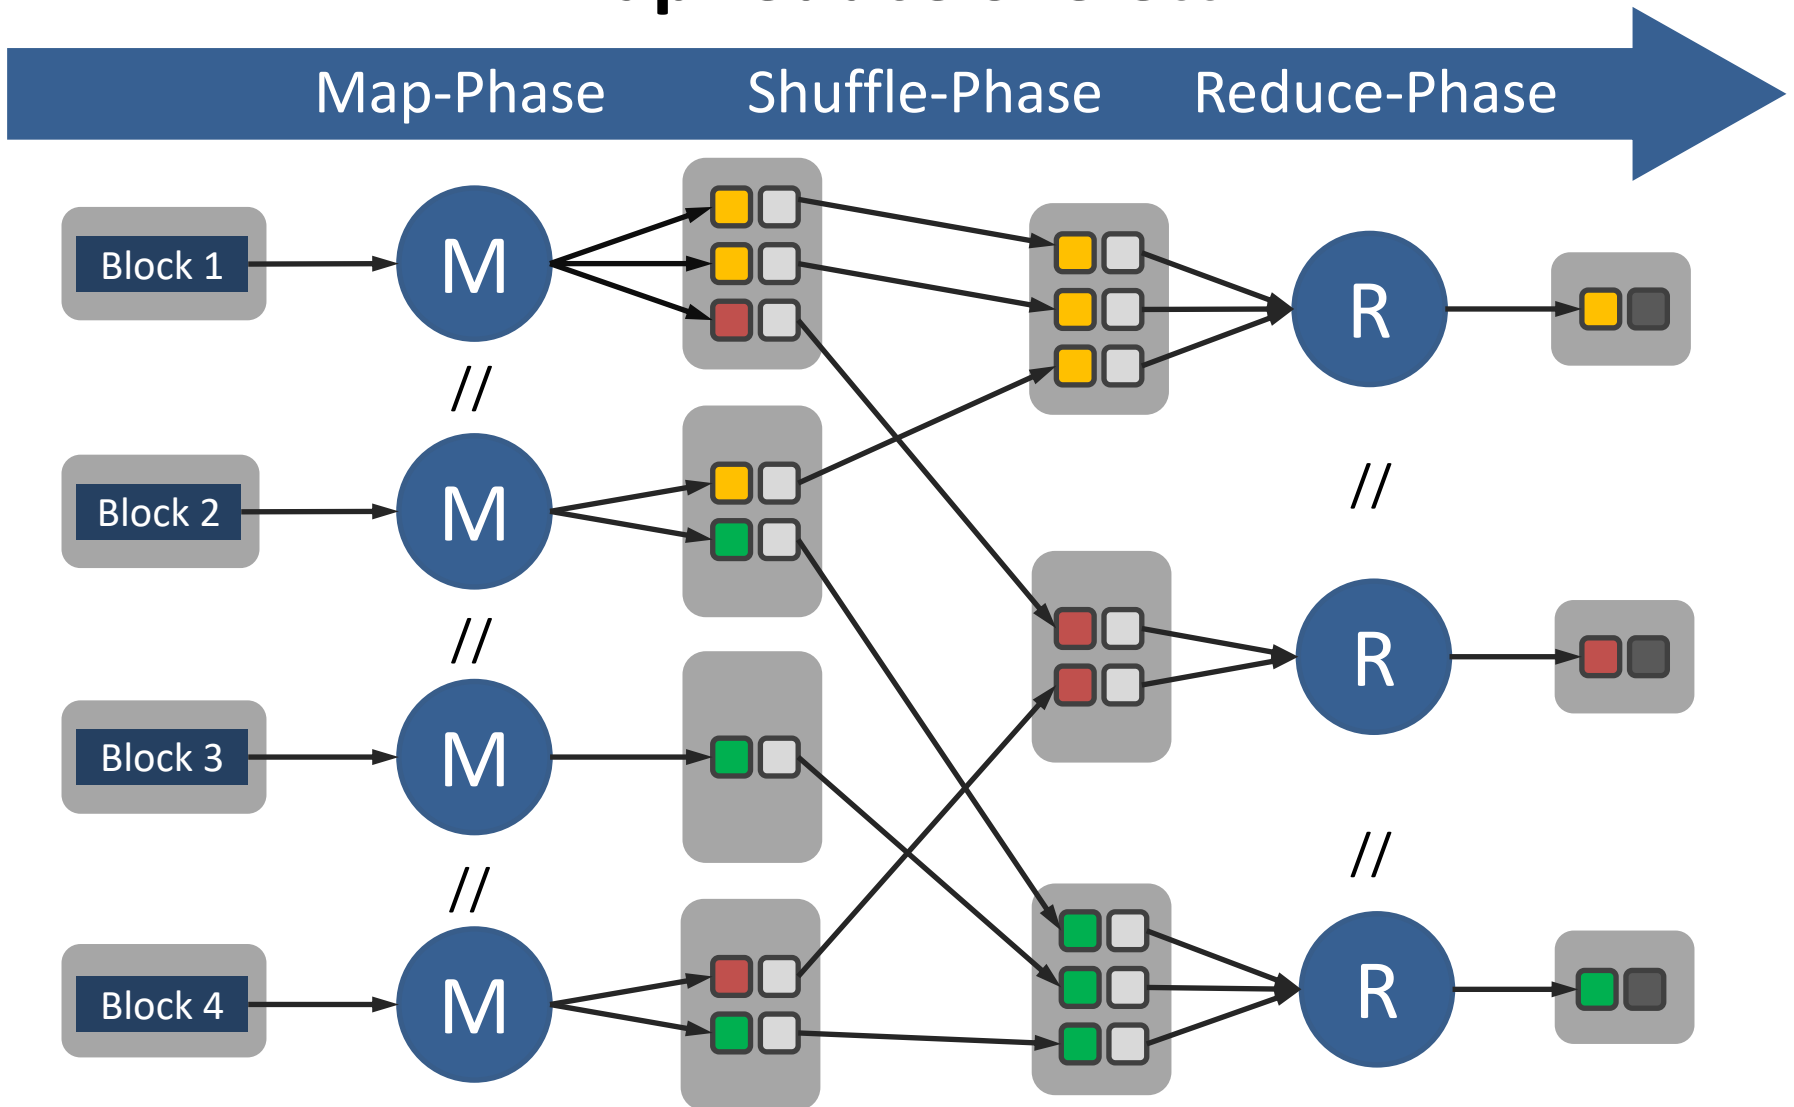 Map-Phase Shuffle-Phase Reduce-Phase
Block 1 M R
//
Block 2 M //
//
Block 3 M R
// //
Block 4 M R